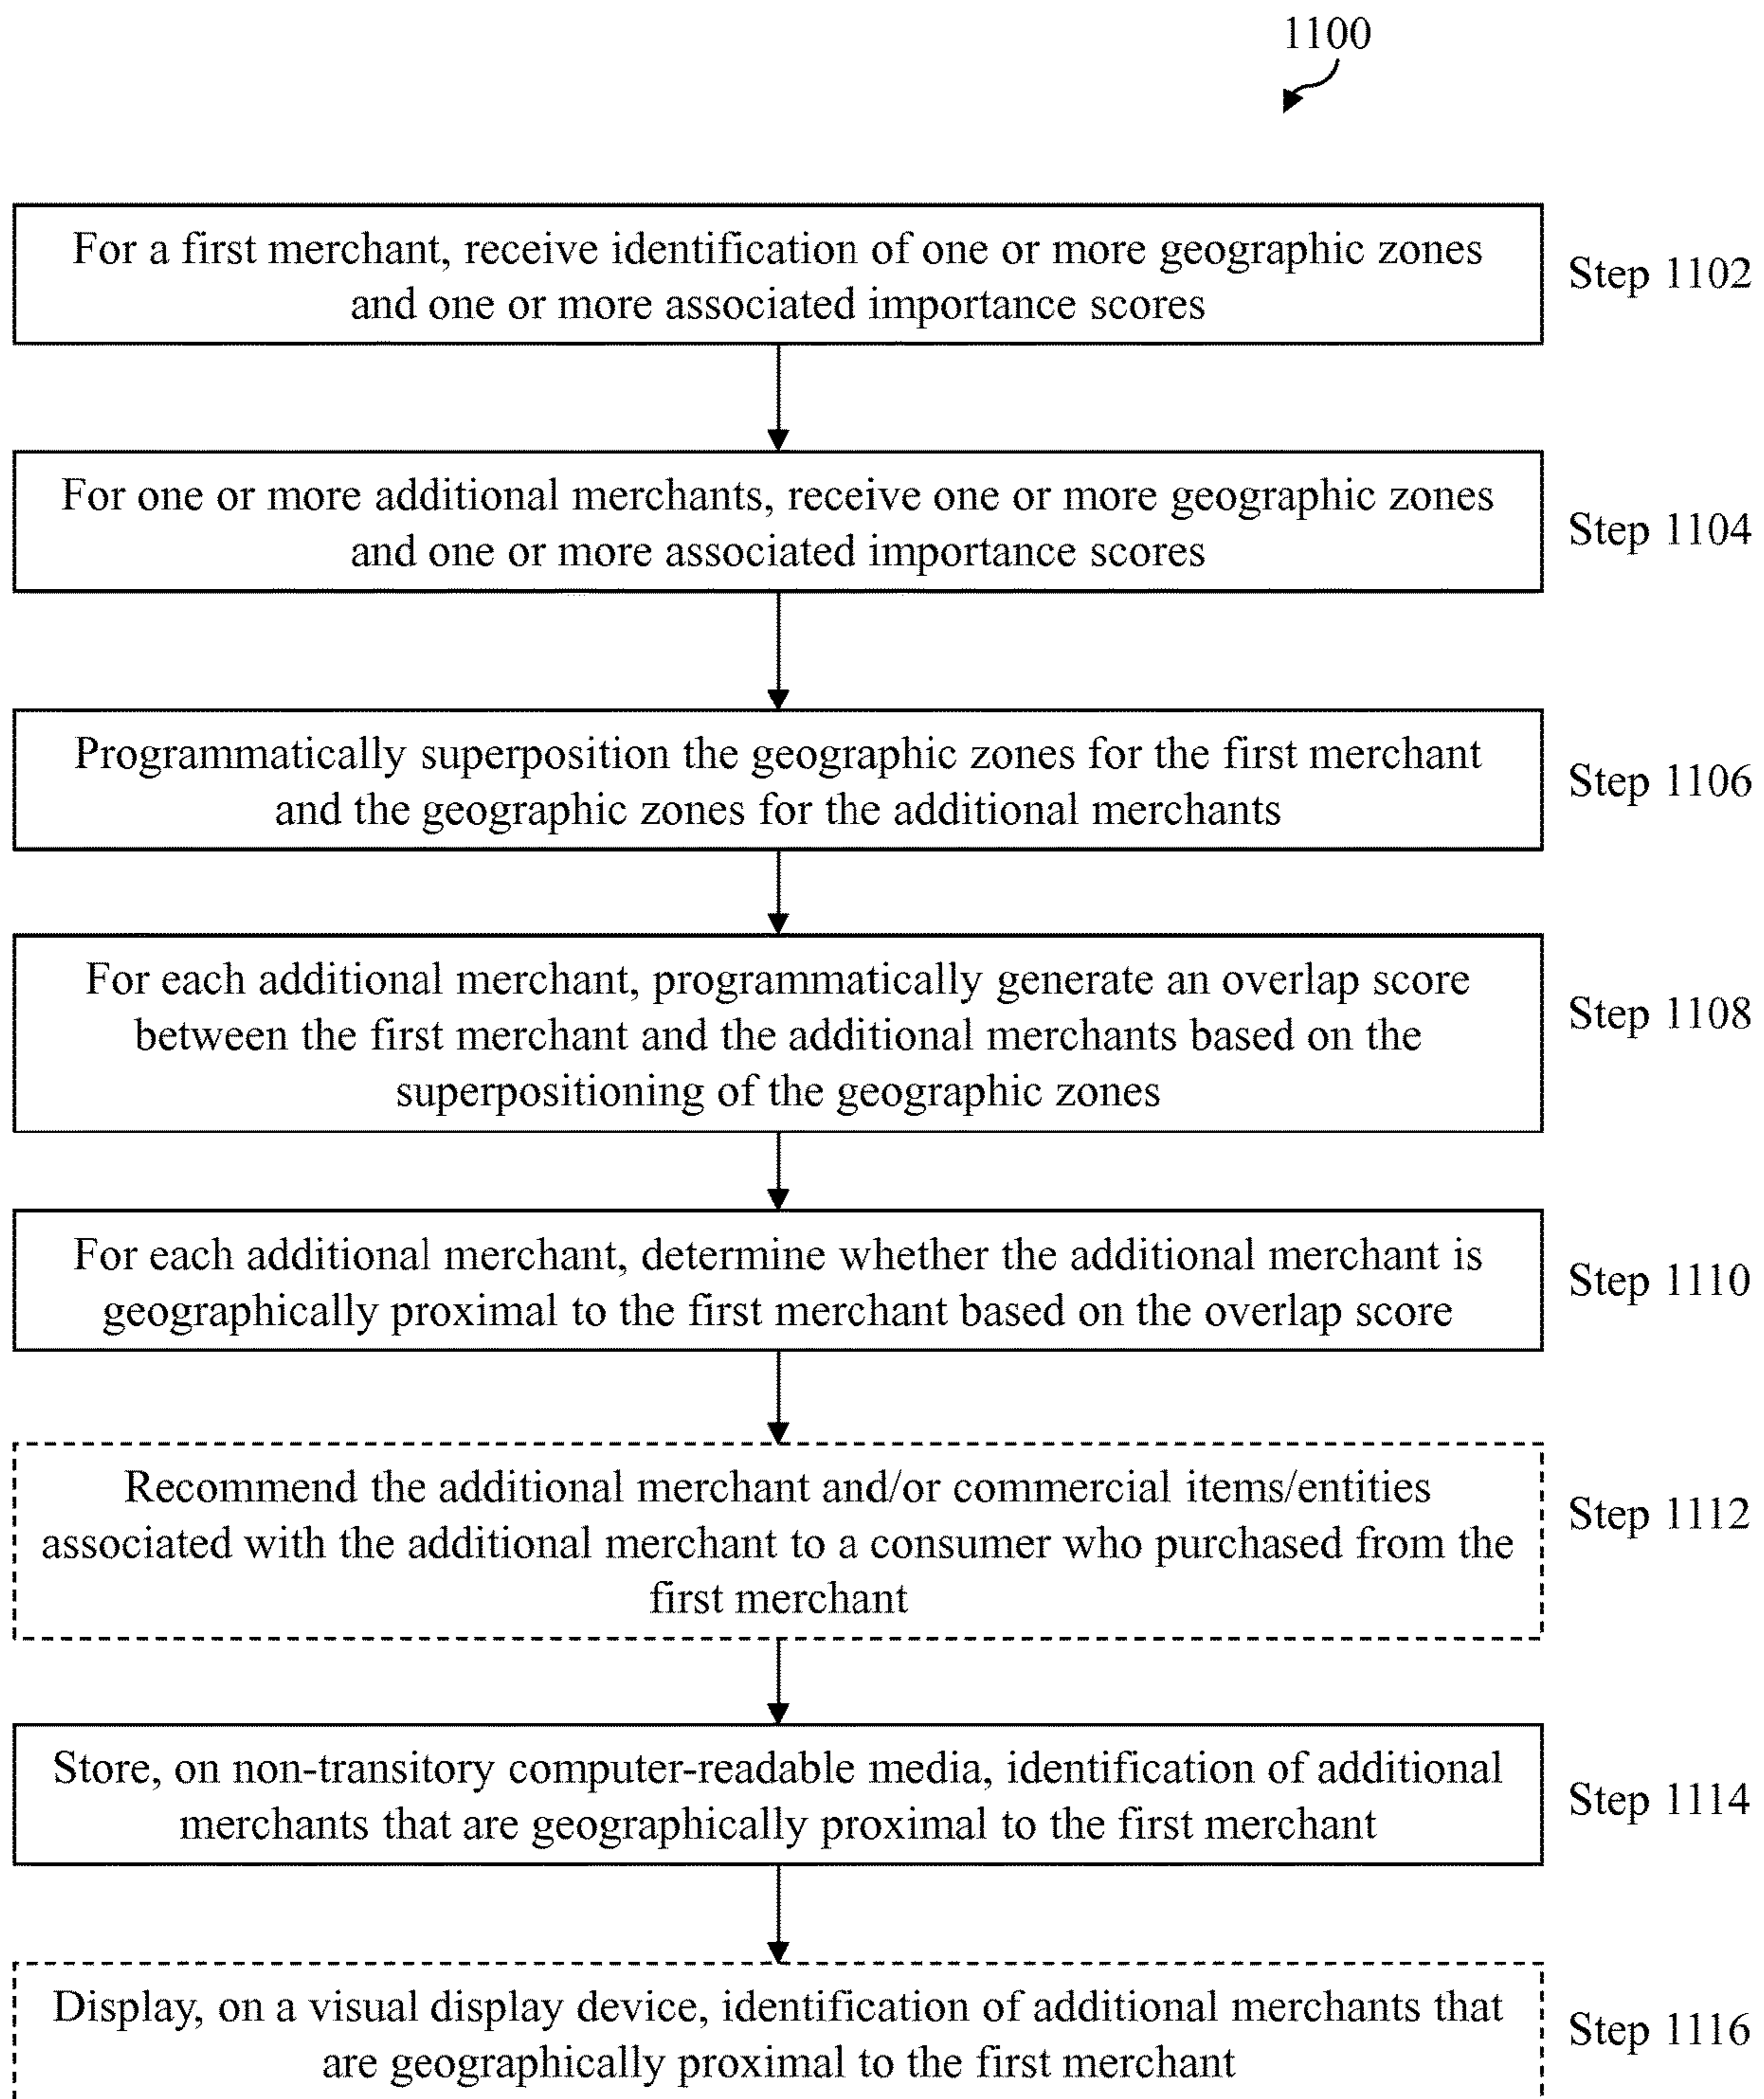 1100
For a first merchant, receive identification of one or more geographic zones
and one or more associated importance scores
Step 1102
For one or more additional merchants, receive one or more geographic zones
and one or more associated importance scores
Step 1104
Programmatically superposition the geographic zones for the first merchant
and the geographic zones for the additional merchants
Step 1106
For each additional merchant, programmatically generate an overlap score
between the first merchant and the additional merchants based on the
superpositioning of the geographic zones
Step 1108
For each additional merchant, determine whether the additional merchant is
geographically proximal to the first merchant based on the overlap score
Step 1110
Recommend the additional merchant and/or commercial items/entities
associated with the additional merchant to a consumer who purchased from the
first merchant
Step 1112
Store, on non-transitory computer-readable media, identification of additional
merchants that are geographically proximal to the first merchant
Step 1114
Display, on a visual display device, identification of additional merchants that
are geographically proximal to the first merchant
Step 1116